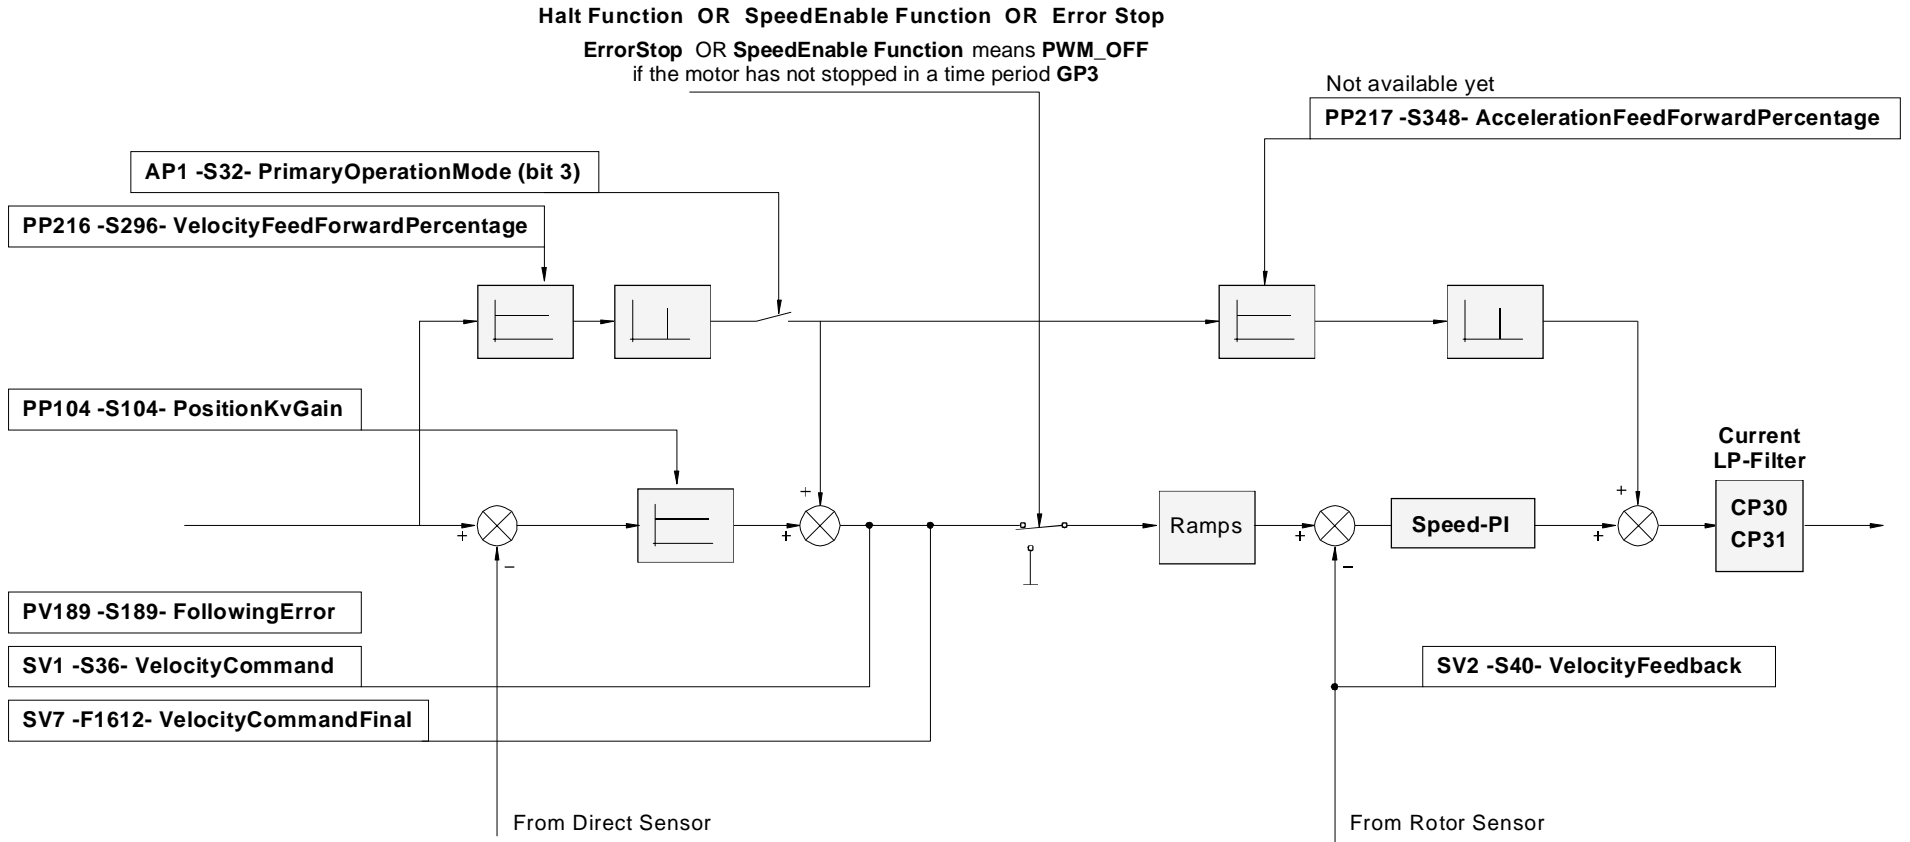 Halt Function OR SpeedEnable Function OR Error Stop
ErrorStop OR SpeedEnable Function means PWM_OFF
if the motor has not stopped in a time period GP3
Not available yet
PP217 -S348- AccelerationFeedForwardPercentage
AP1 -S32- PrimaryOperationMode (bit 3)
PP216 -S296- VelocityFeedForwardPercentage
PP104 -S104- PositionKvGain
Current
LP-Filter
+
+
+
+
Ramps
+
Speed-PI
+
CP30
CP31
−
−
PV189 -S189- FollowingError
SV1 -S36- VelocityCommand
SV2 -S40- VelocityFeedback
SV7 -F1612- VelocityCommandFinal
From Direct Sensor
From Rotor Sensor